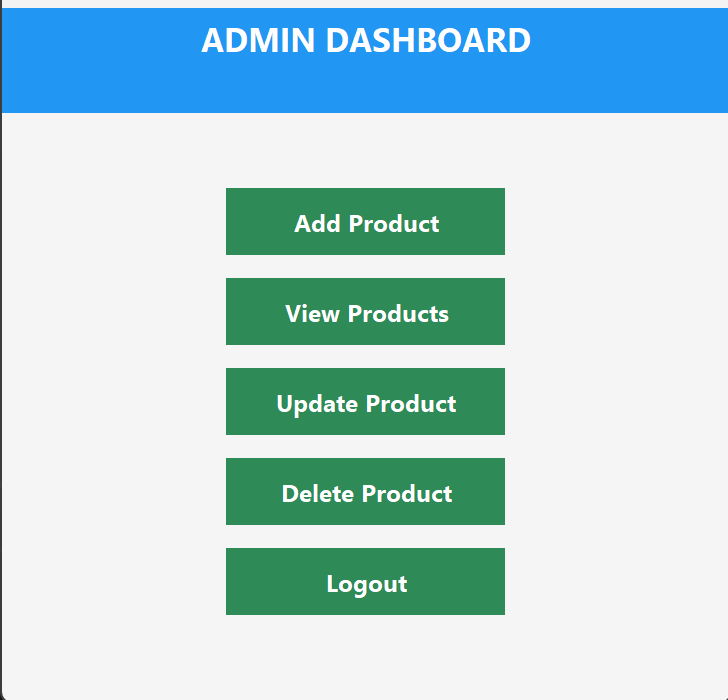 ADMIN DASHBOARD
Add Product
View Products
Update Product
Delete Product
Logout